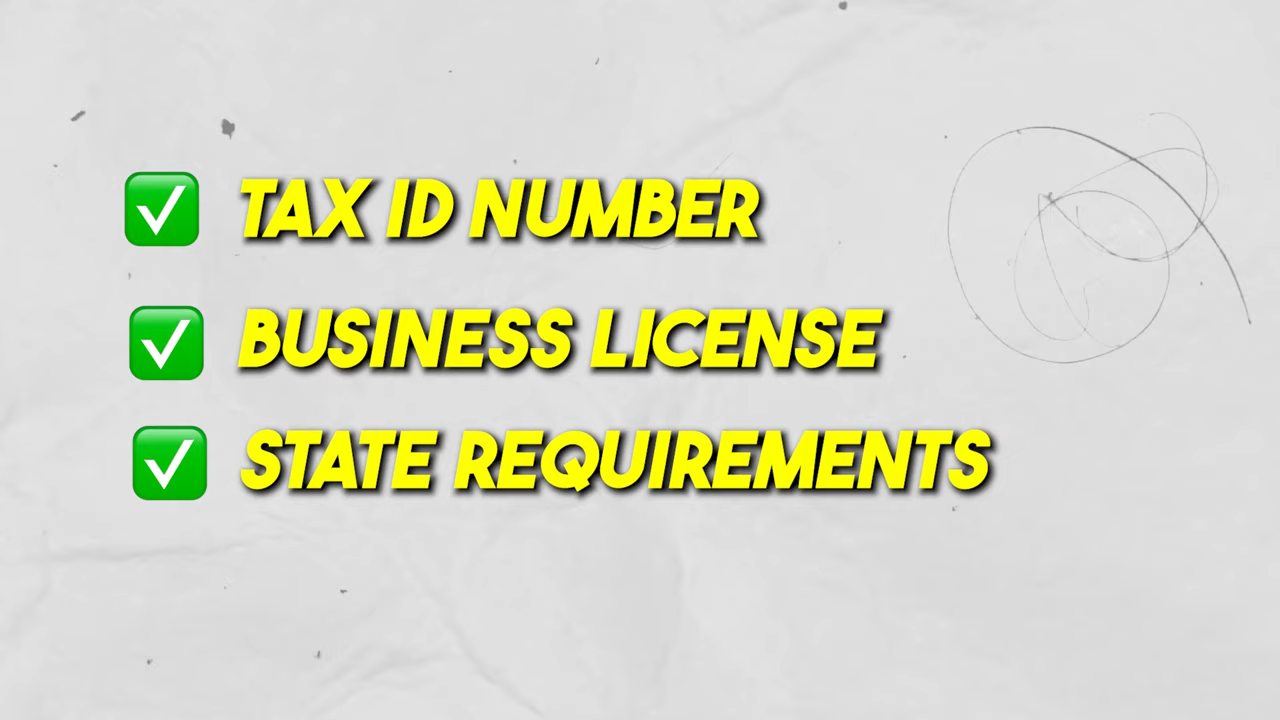 ✅ TAX ID NUMBER
✅ BUSINESS LICENSE
✅ STATE REQUIREMENTS